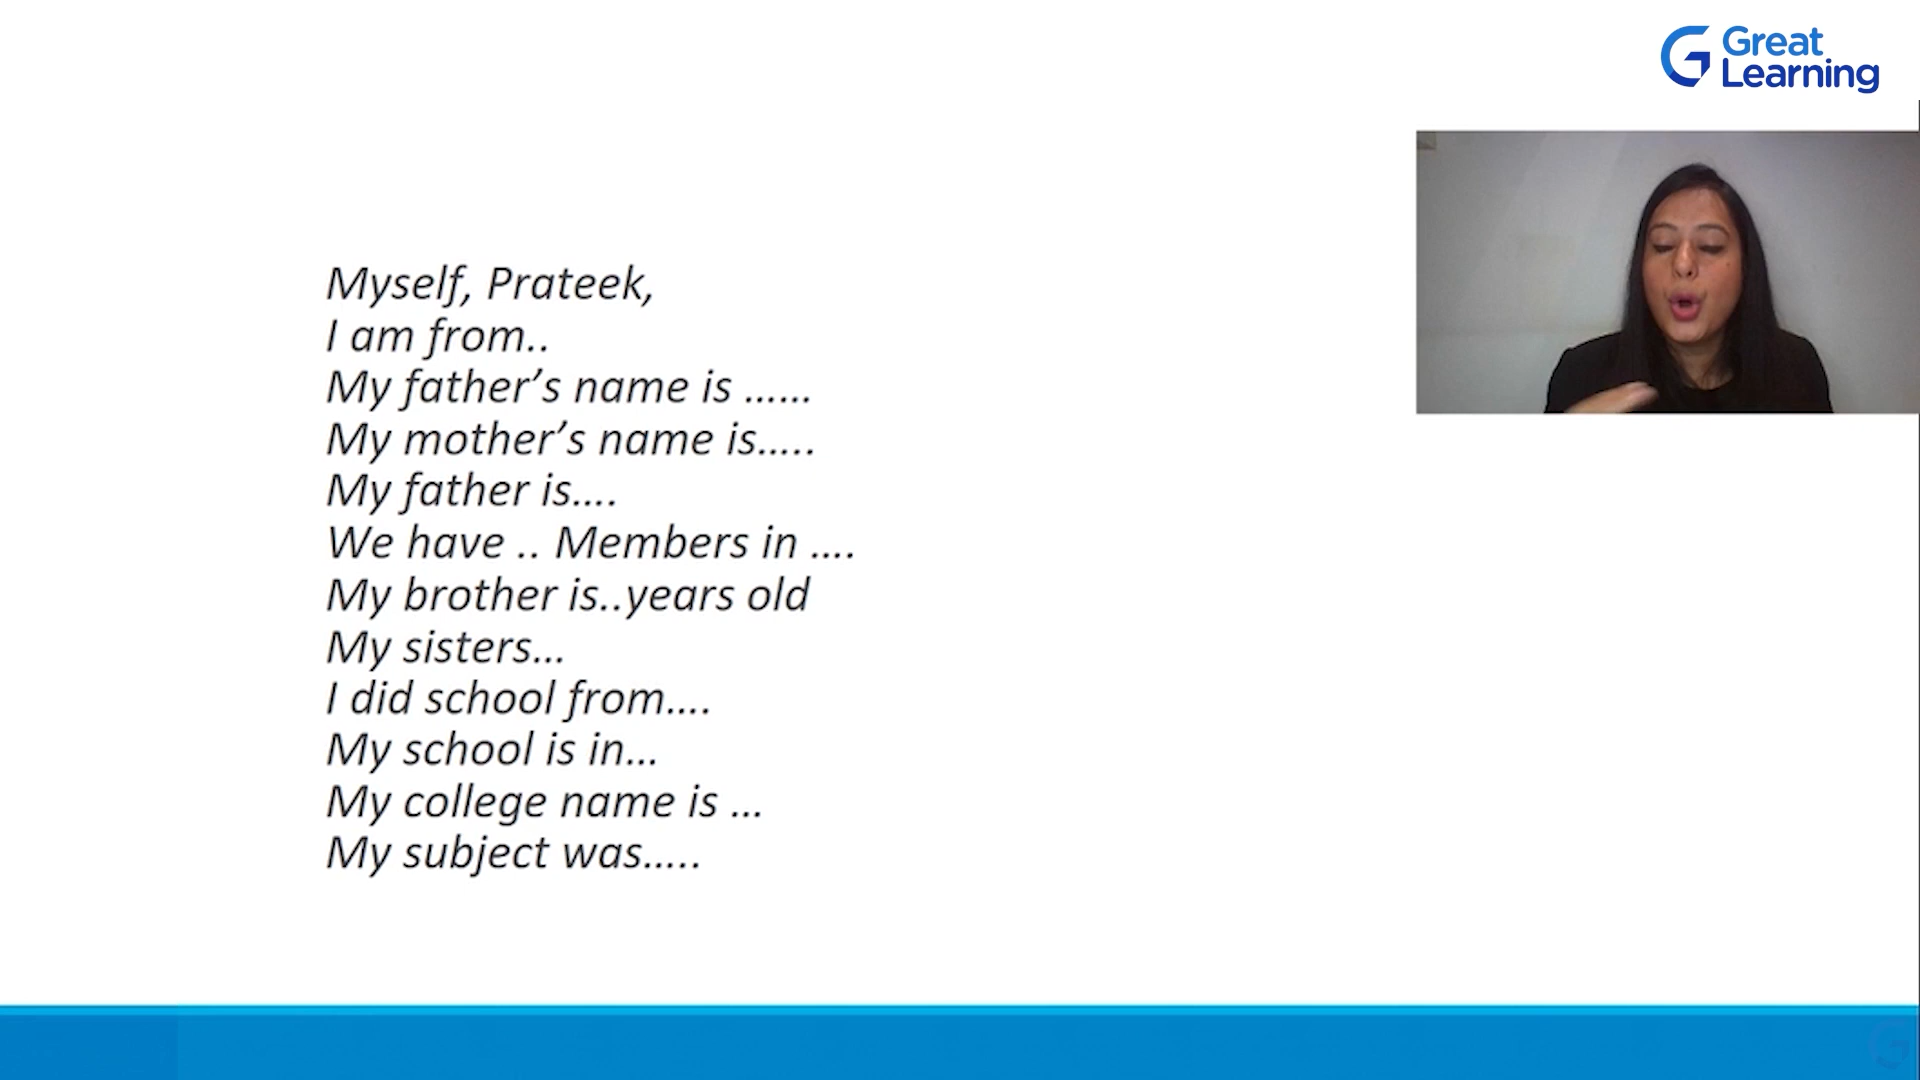 Great
Learning
Myself, Prateek,
I am from..
My father’s name is ......
My mother’s name is.....
My father is....
We have .. Members in ....
My brother is..years old
My sisters...
I did school from....
My school is in...
My college name is ...
My subject was.....